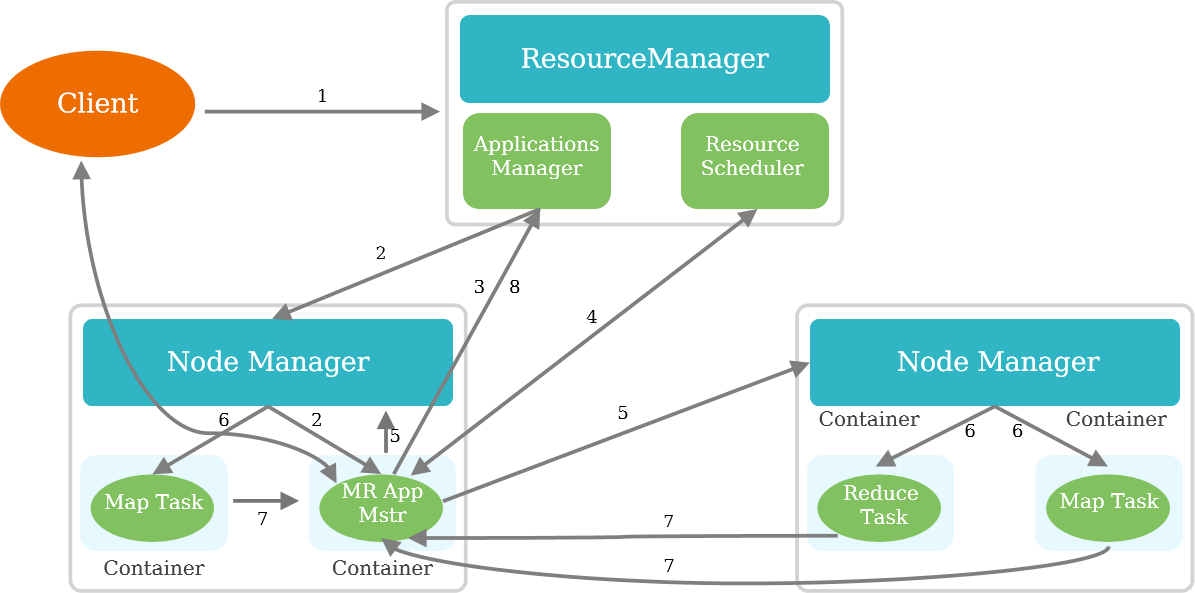 ResourceManager
Client
1
Applications
Manager
Resource
Scheduler
2
3
8
4
Node Manager
Node Manager
6
2
5
5
Container
Container
6
6
Map Task
MR App
Mstr
Reduce
Task
Map Task
7
7
7
Container
Container